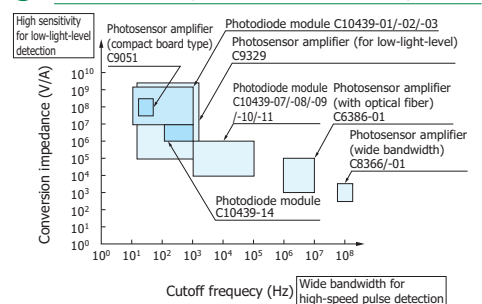 High sensitivity
for low-light-level
detection
Photosensor amplifier
(compact board type)
C9051
Photodiode module C10439-01/-02/-03
Photosensor amplifier (for low-light-level)
C9329
Photodiode module
C10439-07/-08/-09
/-10/-11
Photosensor amplifier
(with optical fiber)
C6386-01
Photosensor amplifier
(wide bandwidth)
C8366/-01
Photodiode module
C10439-14
Conversion impedance (V/A)
10¹⁰
10⁹
10⁸
10⁷
10⁶
10⁵
10⁴
10³
10²
10¹
10⁰
10⁰ 10¹ 10² 10³ 10⁴ 10⁵ 10⁶ 10⁷ 10⁸
Cutoff frequecy (Hz)
Wide bandwidth for
high-speed pulse detection